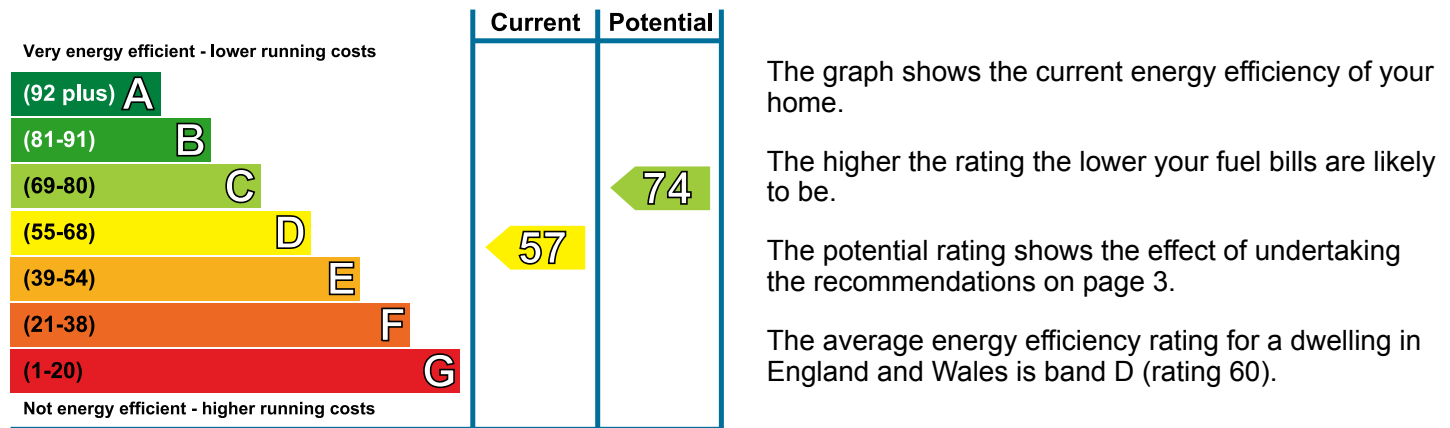 Current Potential
Very energy efficient - lower running costs
(92 plus) A
(81-91) B
(69-80) C
74
(55-68) D
57
(39-54) E
(21-38) F
(1-20) G
Not energy efficient - higher running costs
The graph shows the current energy efficiency of your
home.
The higher the rating the lower your fuel bills are likely
to be.
The potential rating shows the effect of undertaking
the recommendations on page 3.
The average energy efficiency rating for a dwelling in
England and Wales is band D (rating 60).